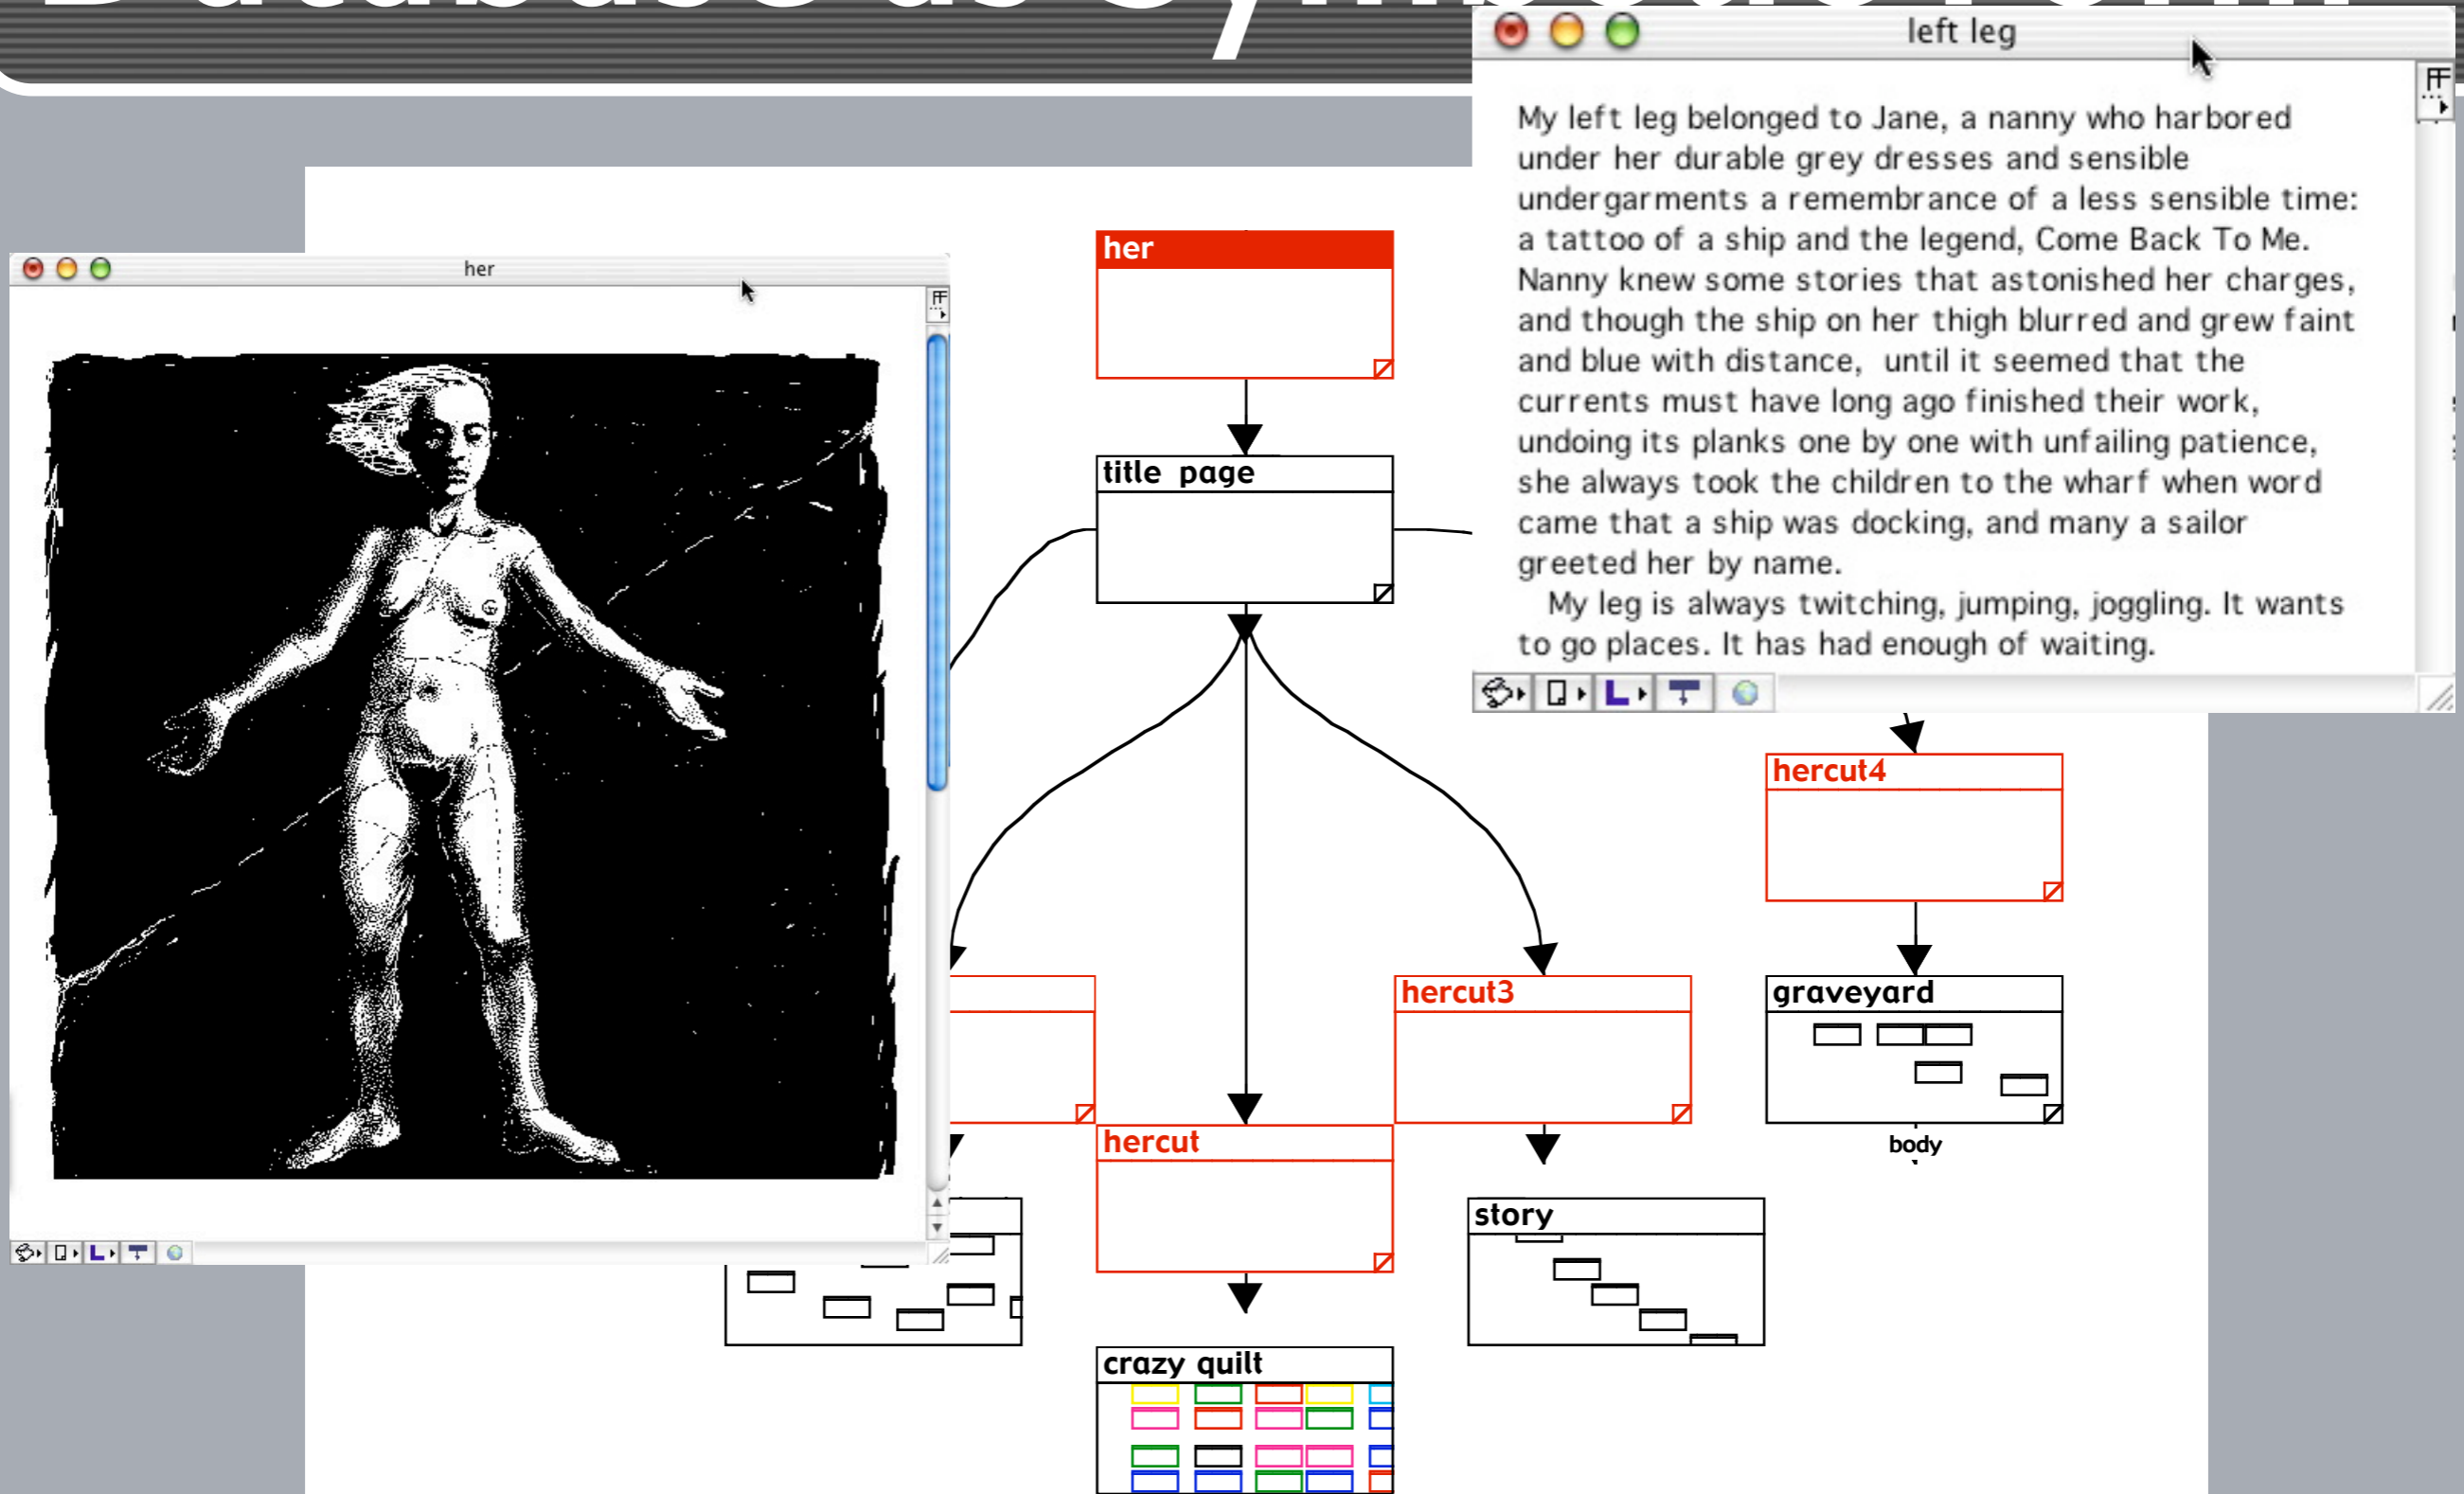 left leg
My left leg belonged to Jane, a nanny who harbored
under her durable grey dresses and sensible
undergarments a remembrance of a less sensible time:
a tattoo of a ship and the legend, Come Back To Me.
Nanny knew some stories that astonished her charges,
and though the ship on her thigh blurred and grew faint
and blue with distance, until it seemed that the
currents must have long ago finished their work,
undoing its planks one by one with unfailing patience,
she always took the children to the wharf when word
came that a ship was docking, and many a sailor
greeted her by name.
My leg is always twitching, jumping, joggling. It wants
to go places. It has had enough of waiting.
her
her
title page
hercut4
hercut3
graveyard
hercut
body
story
crazy quilt